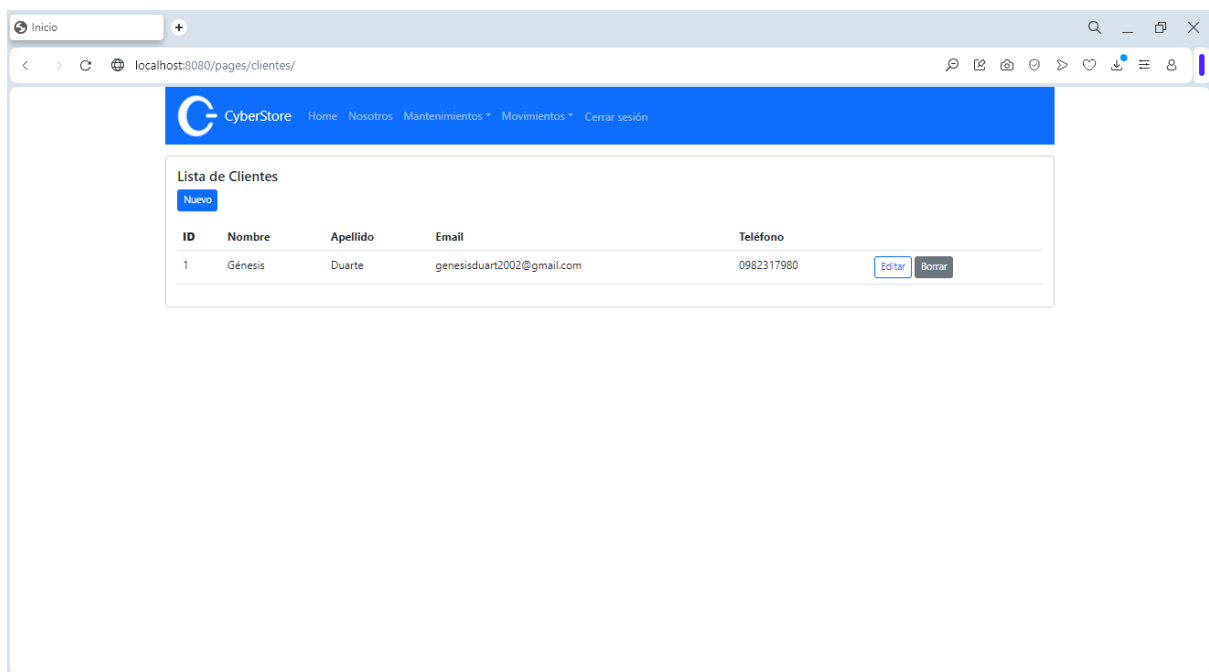 Inicio
localhost:8080/pages/clientes/
CyberStore Home Nosotros Mantenimientos Movimientos Cerrar sesión
Lista de Clientes
Nuevo
ID Nombre Apellido Email Teléfono
1 Génesis Duarte genesisduart2002@gmail.com 0982317980 Editar Borrar